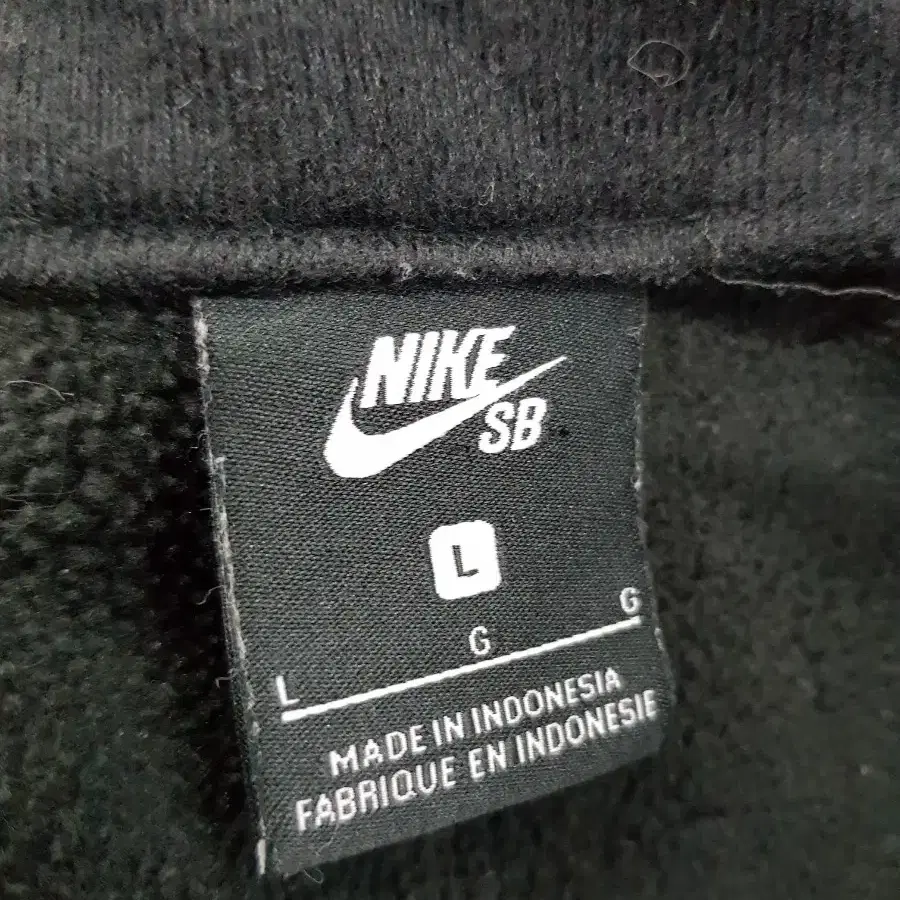 NIKE
SB
L
L G G
MADE IN INDONESIA
FABRIQUE EN INDONESIE